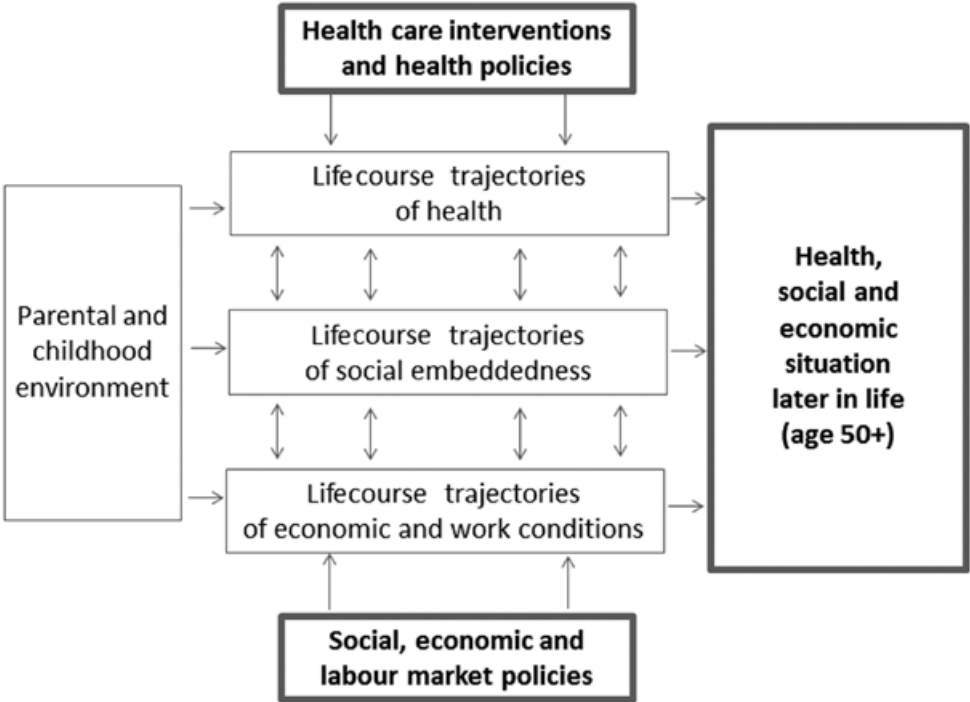 Health care interventions
and health policies
Lifecourse trajectories
of health
Parental and
childhood
environment
Lifecourse trajectories
of social embeddedness
Lifecourse trajectories
of economic and work conditions
Health,
social and
economic
situation
later in life
(age 50+)
Social, economic and
labour market policies